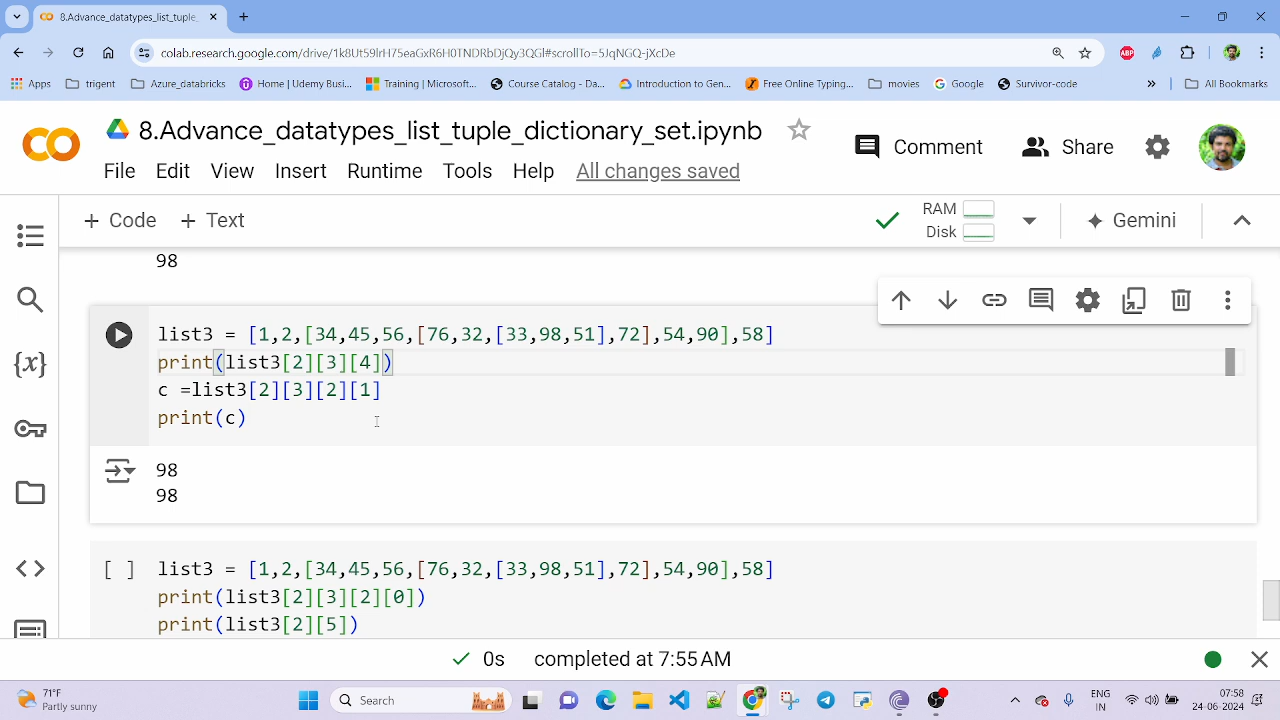 8.Advance_datatypes_list_tuple_
colab.research.google.com/drive/1k8Ut59lrH75eaGxR6H0TNDRbDjQy3QGl#scrollTo=5JqNGQ-jXcDe
ABP
Apps trigent Azure_databricks Home | Udemy Busi... Training | Microsoft... Course Catalog - Da... Introduction to Gen... Free Online Typing... movies Google Survivor-code » All Bookmarks
8.Advance_datatypes_list_tuple_dictionary_set.ipynb
Comment Share
File Edit View Insert Runtime Tools Help All changes saved
+ Code + Text RAM Disk Gemini
98
list3 = [1,2,[34,45,56,[76,32,[33,98,51],72],54,90],58]
print(list3[2][3][4])
c =list3[2][3][2][1]
print(c)
98
98
[ ] list3 = [1,2,[34,45,56,[76,32,[33,98,51],72],54,90],58]
print(list3[2][3][2][0])
print(list3[2][5])
{x}
0s completed at 7:55 AM
71°F
Partly sunny
Search
ENG
IN
07:58
24-06-2024